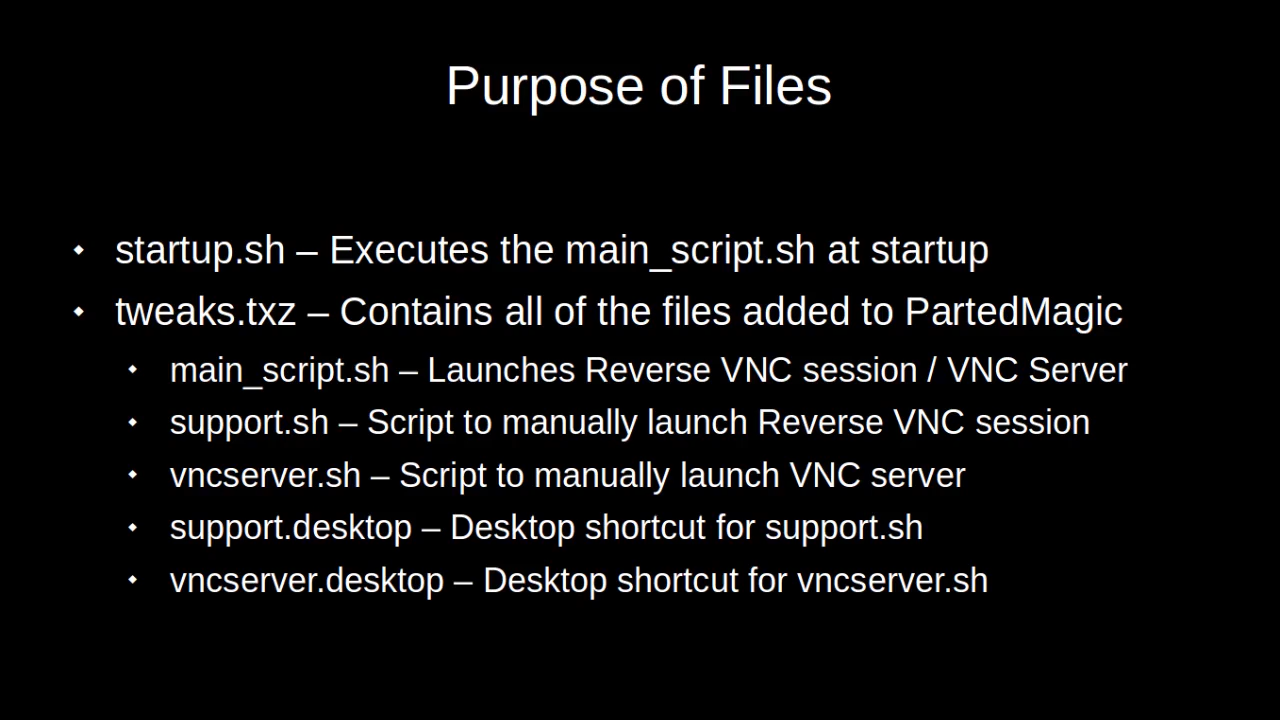 Purpose of Files
startup.sh – Executes the main_script.sh at startup
tweaks.txz – Contains all of the files added to PartedMagic
main_script.sh – Launches Reverse VNC session / VNC Server
support.sh – Script to manually launch Reverse VNC session
vncserver.sh – Script to manually launch VNC server
support.desktop – Desktop shortcut for support.sh
vncserver.desktop – Desktop shortcut for vncserver.sh